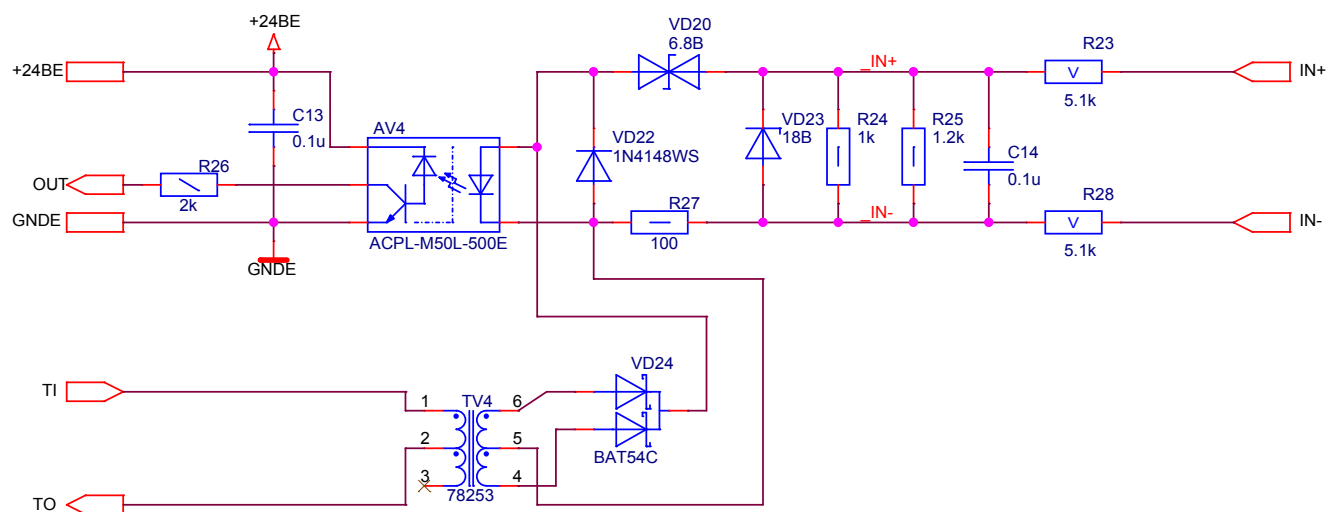 +24BE
VD20
6.8B
R23
+24BE
_IN+
V
IN+
5.1k
C13
0.1u
AV4
VD22
1N4148WS
VD23
18B
R24
1k
R25
1.2k
C14
0.1u
R26
OUT
2k
R27
R28
GNDE
_IN-
IN-
ACPL-M50L-500E
100
V
5.1k
GNDE
VD24
TI
1
TV4
6
2
5
BAT54C
3
4
78253
TO